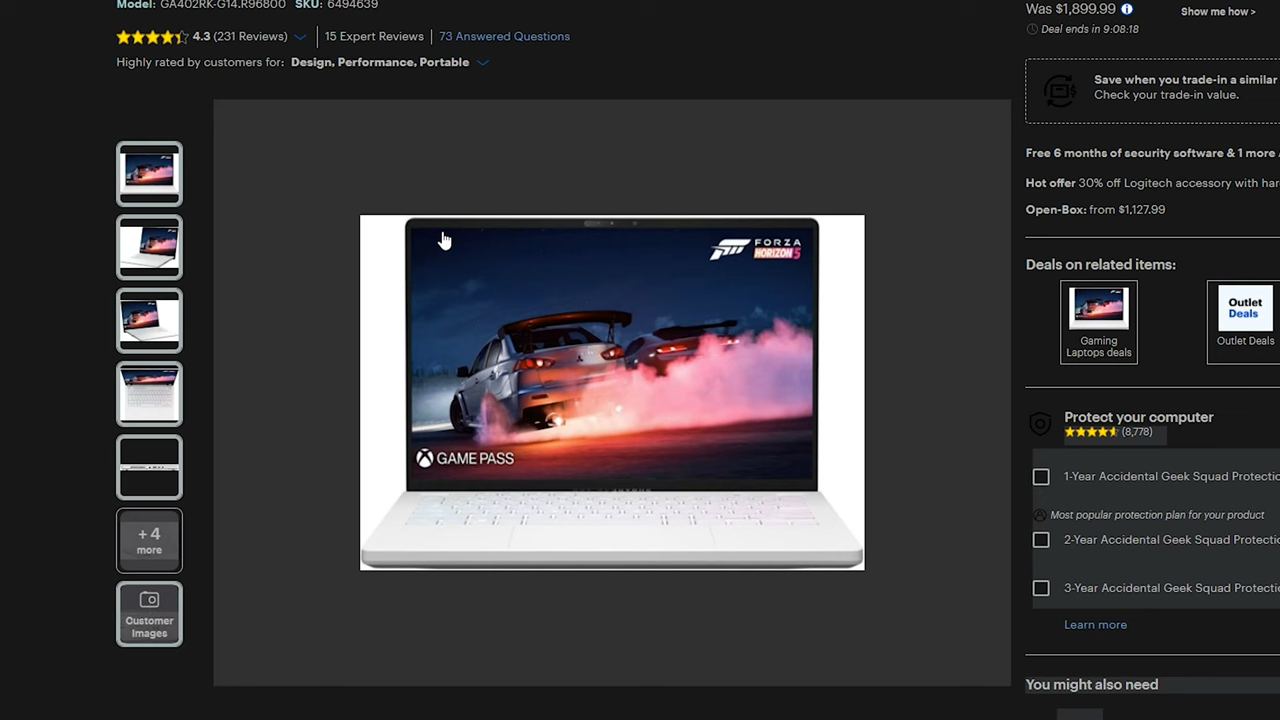 Model: GA402RK-G14.R96800 SKU: 6494639
4.3 (231 Reviews) 15 Expert Reviews 73 Answered Questions
Highly rated by customers for: Design, Performance, Portable
FORZA
HORIZON 5
GAME PASS
+ 4
more
Customer
Images
Was $1,899.99
Show me how >
Deal ends in 9:08:18
Save when you trade-in a similar
Check your trade-in value.
Free 6 months of security software & 1 more
Hot offer 30% off Logitech accessory with har
Open-Box: from $1,127.99
Deals on related items:
Gaming
Laptops deals
Outlet
Deals
Outlet Deals
Protect your computer
(8,778)
1-Year Accidental Geek Squad Protectio
Most popular protection plan for your product
2-Year Accidental Geek Squad Protectio
3-Year Accidental Geek Squad Protectio
Learn more
You might also need